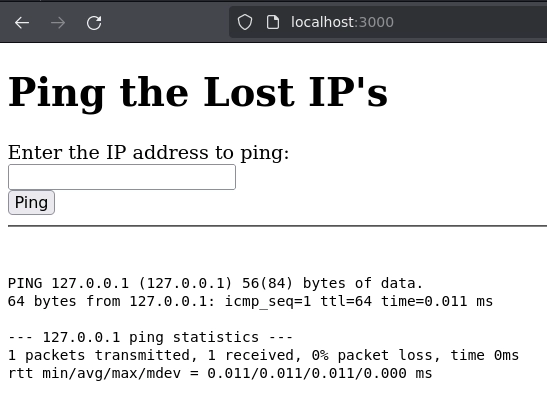 localhost:3000
Ping the Lost IP's
Enter the IP address to ping:
Ping
PING 127.0.0.1 (127.0.0.1) 56(84) bytes of data.
64 bytes from 127.0.0.1: icmp_seq=1 ttl=64 time=0.011 ms
--- 127.0.0.1 ping statistics ---
1 packets transmitted, 1 received, 0% packet loss, time 0ms
rtt min/avg/max/mdev = 0.011/0.011/0.011/0.000 ms